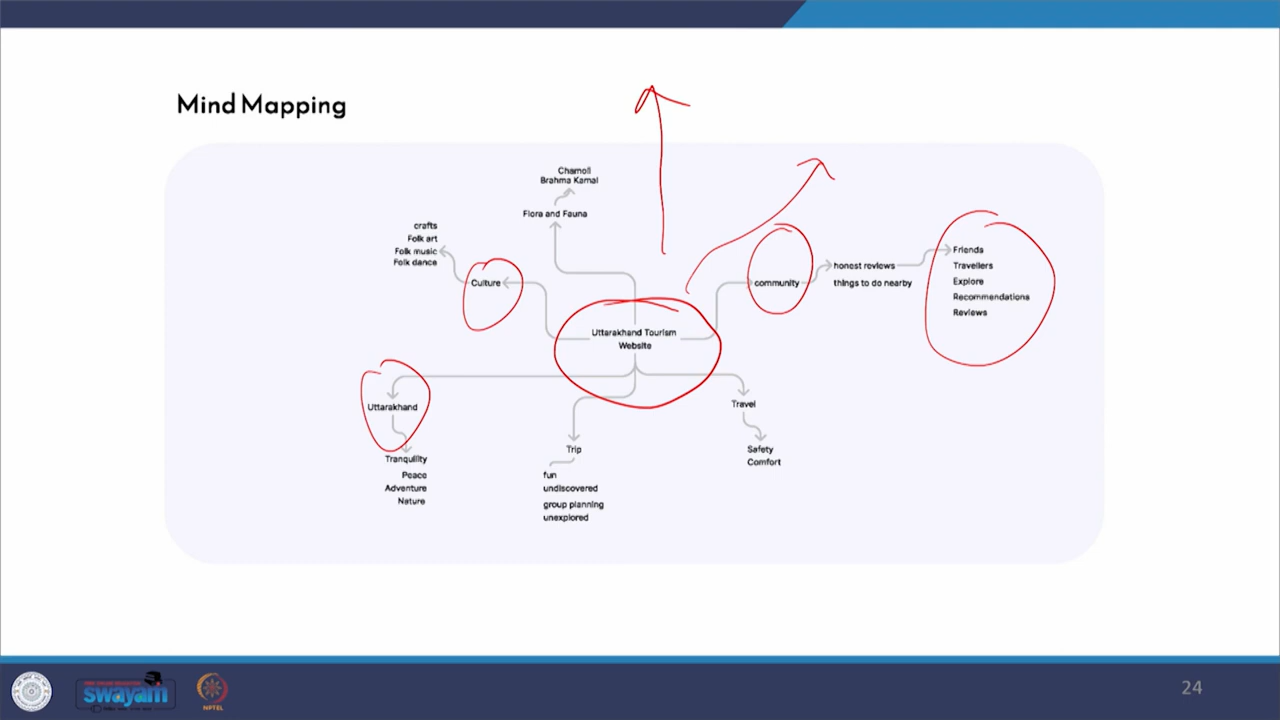 Mind Mapping
Chamoli
Brahma Kamal
Flora and Fauna
crafts
Folk art
Folk music
Folk dance
Culture
community
honest reviews
things to do nearby
Friends
Travellers
Explore
Recommendations
Reviews
Uttarakhand Tourism
Website
Uttarakhand
Tranquility
Peace
Adventure
Nature
Trip
fun
undiscovered
group planning
unexplored
Travel
Safety
Comfort
swayam
NPTEL
24